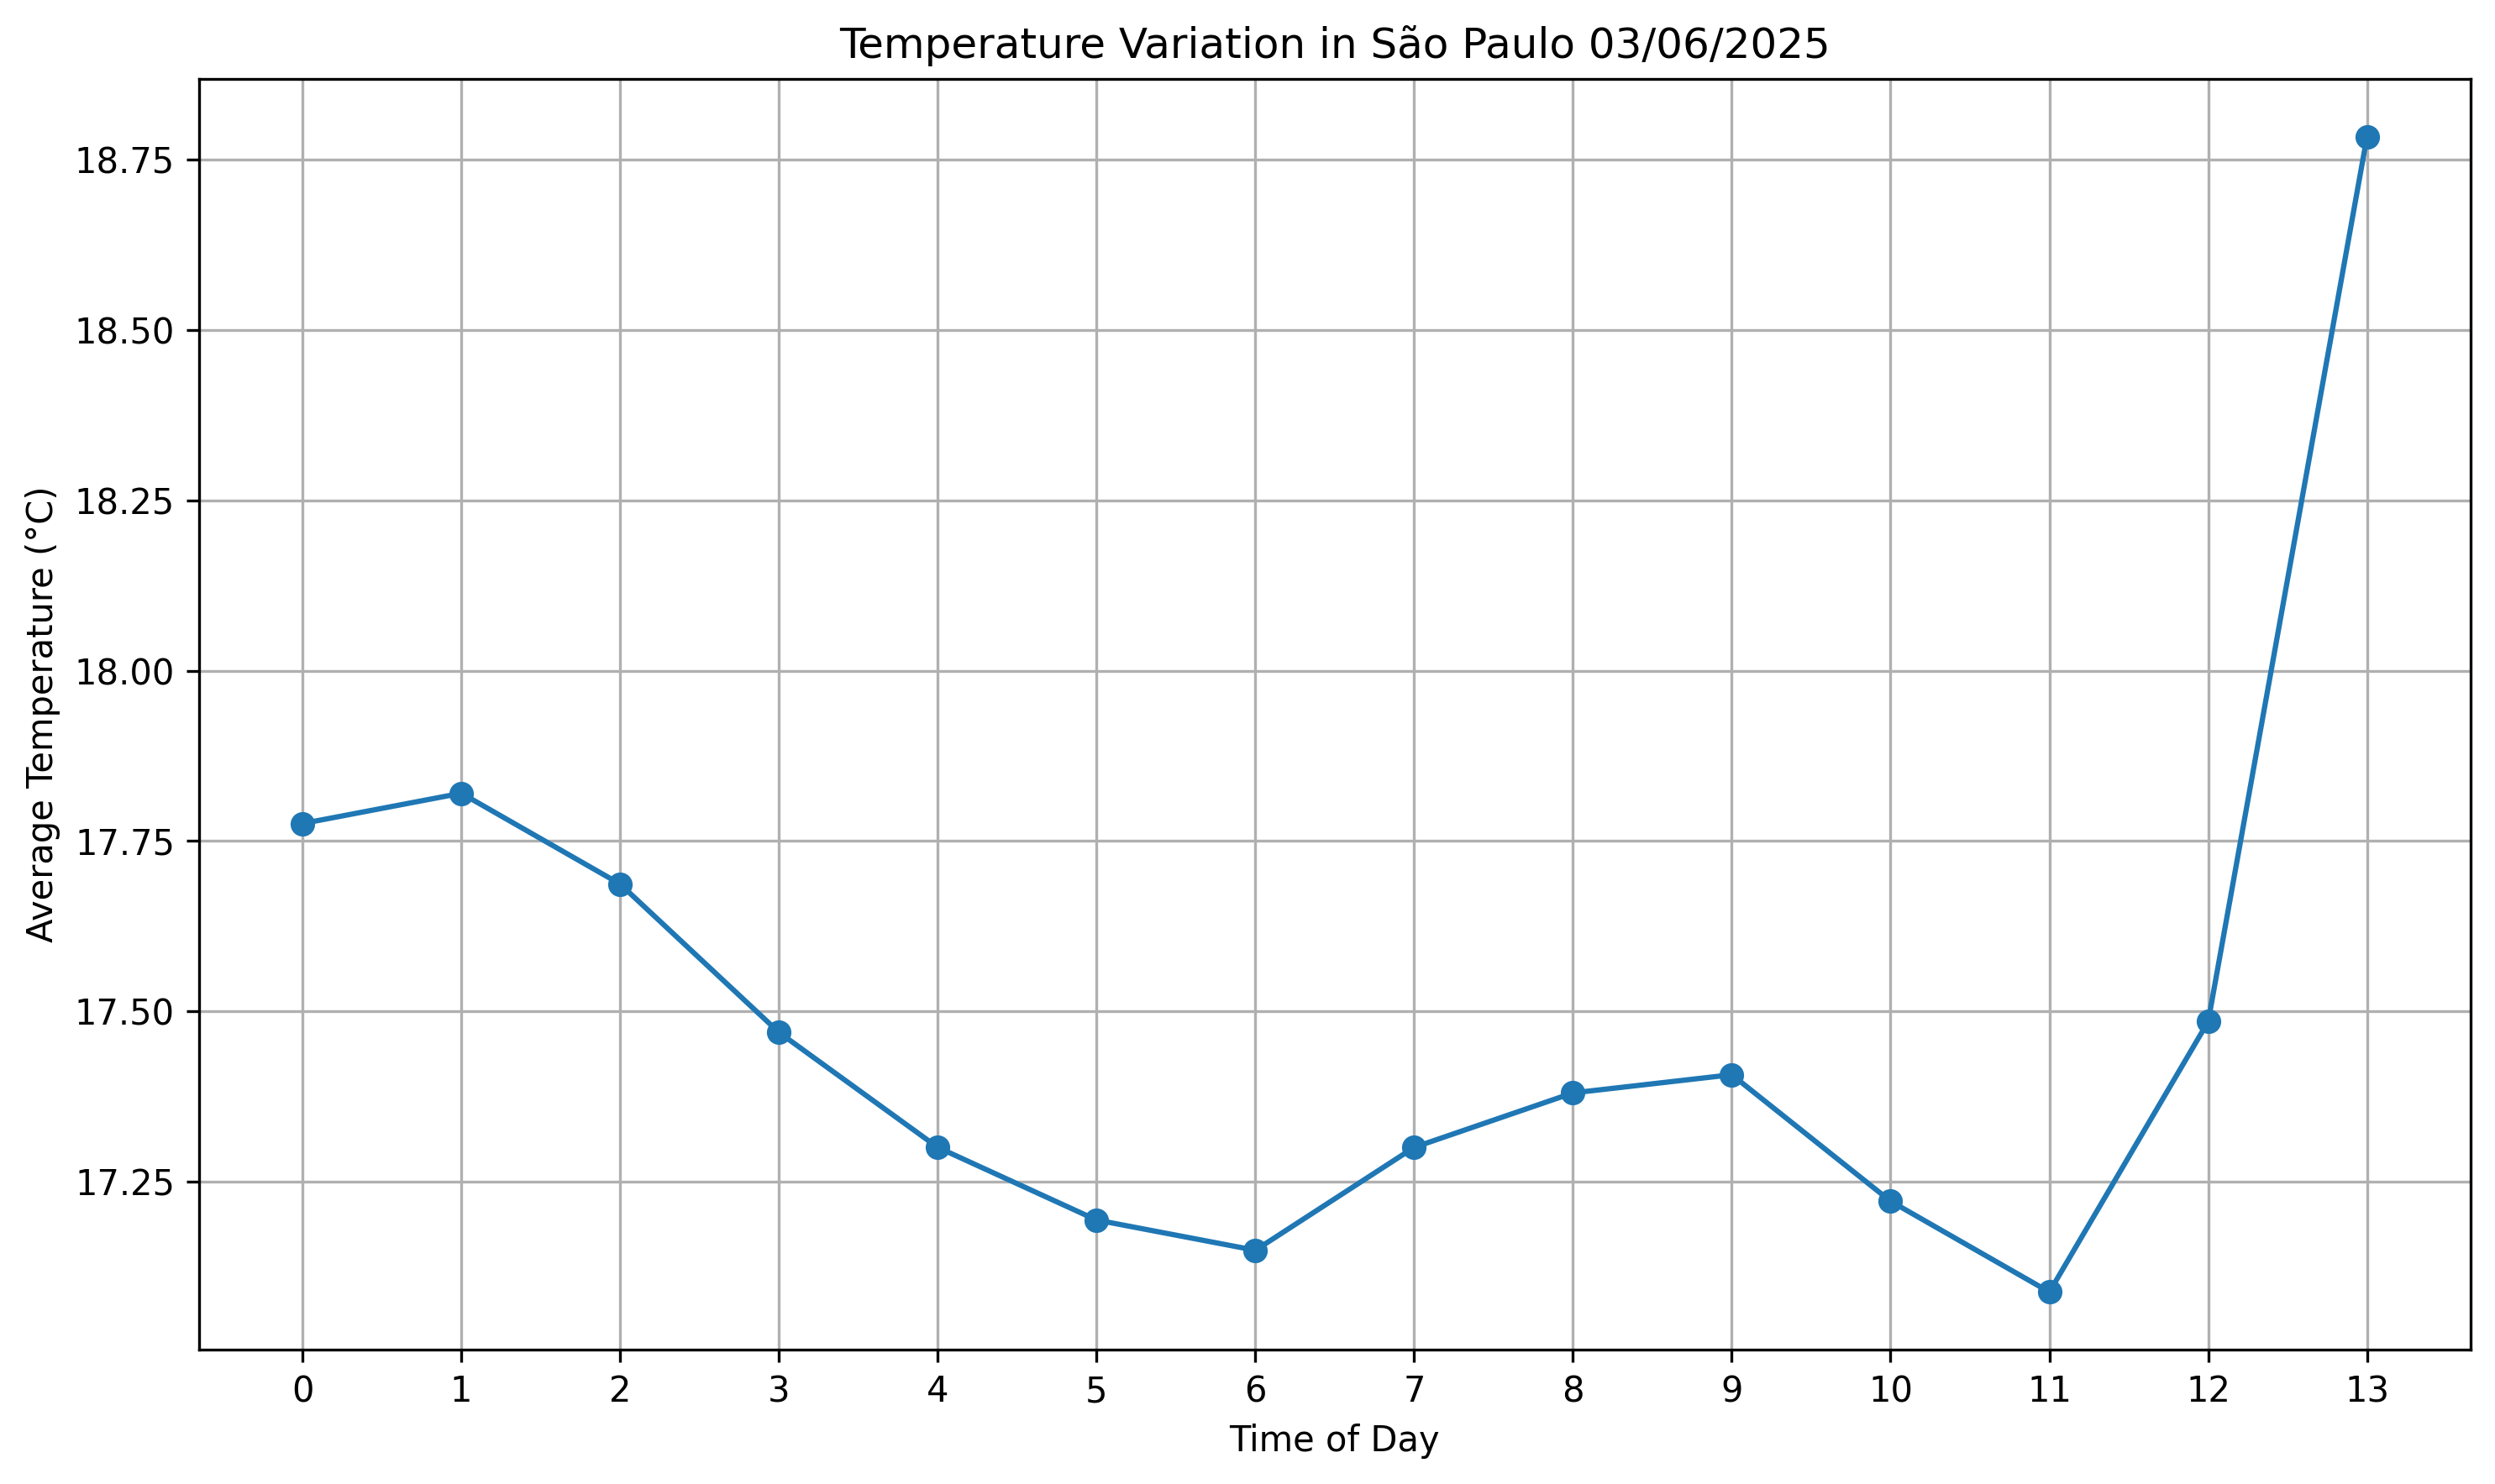 Temperature Variation in São Paulo 03/06/2025
Average Temperature (°C)
18.75
18.50
18.25
18.00
17.75
17.50
17.25
0 1 2 3 4 5 6 7 8 9 10 11 12 13
Time of Day